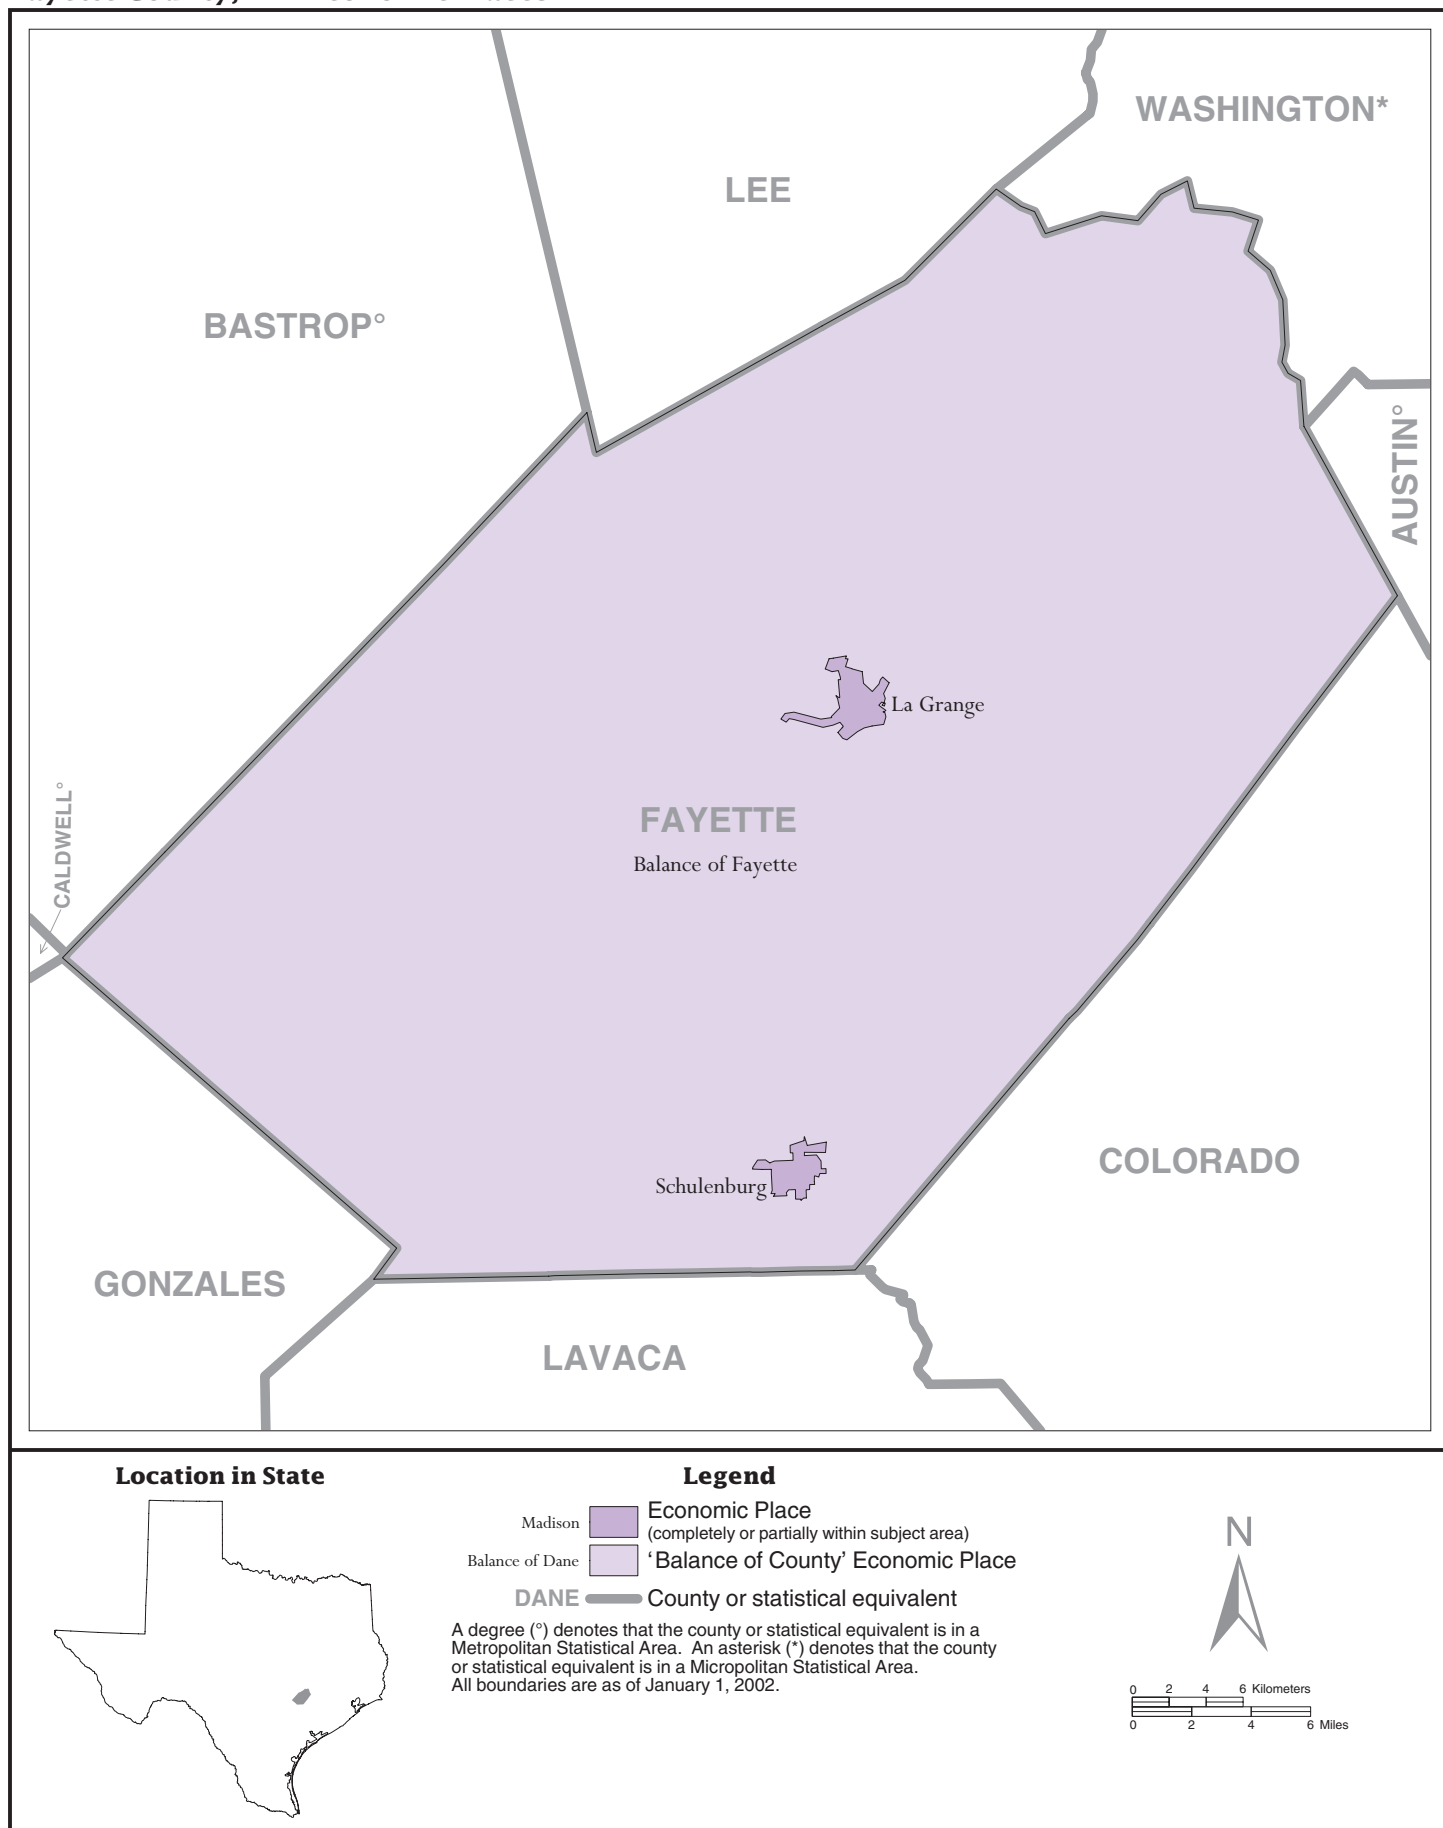 WASHINGTON*
LEE
BASTROP°
AUSTIN°
La Grange
CALDWELL°
FAYETTE
Balance of Fayette
COLORADO
Schulenburg
GONZALES
LAVACA
Location in State
Legend
Madison
Economic Place
(completely or partially within subject area)
Balance of Dane
‘Balance of County’ Economic Place
DANE
County or statistical equivalent
A degree (°) denotes that the county or statistical equivalent is in a
Metropolitan Statistical Area. An asterisk (*) denotes that the county
or statistical equivalent is in a Micropolitan Statistical Area.
All boundaries are as of January 1, 2002.
N
0 2 4 6 Kilometers
0 2 4 6 Miles